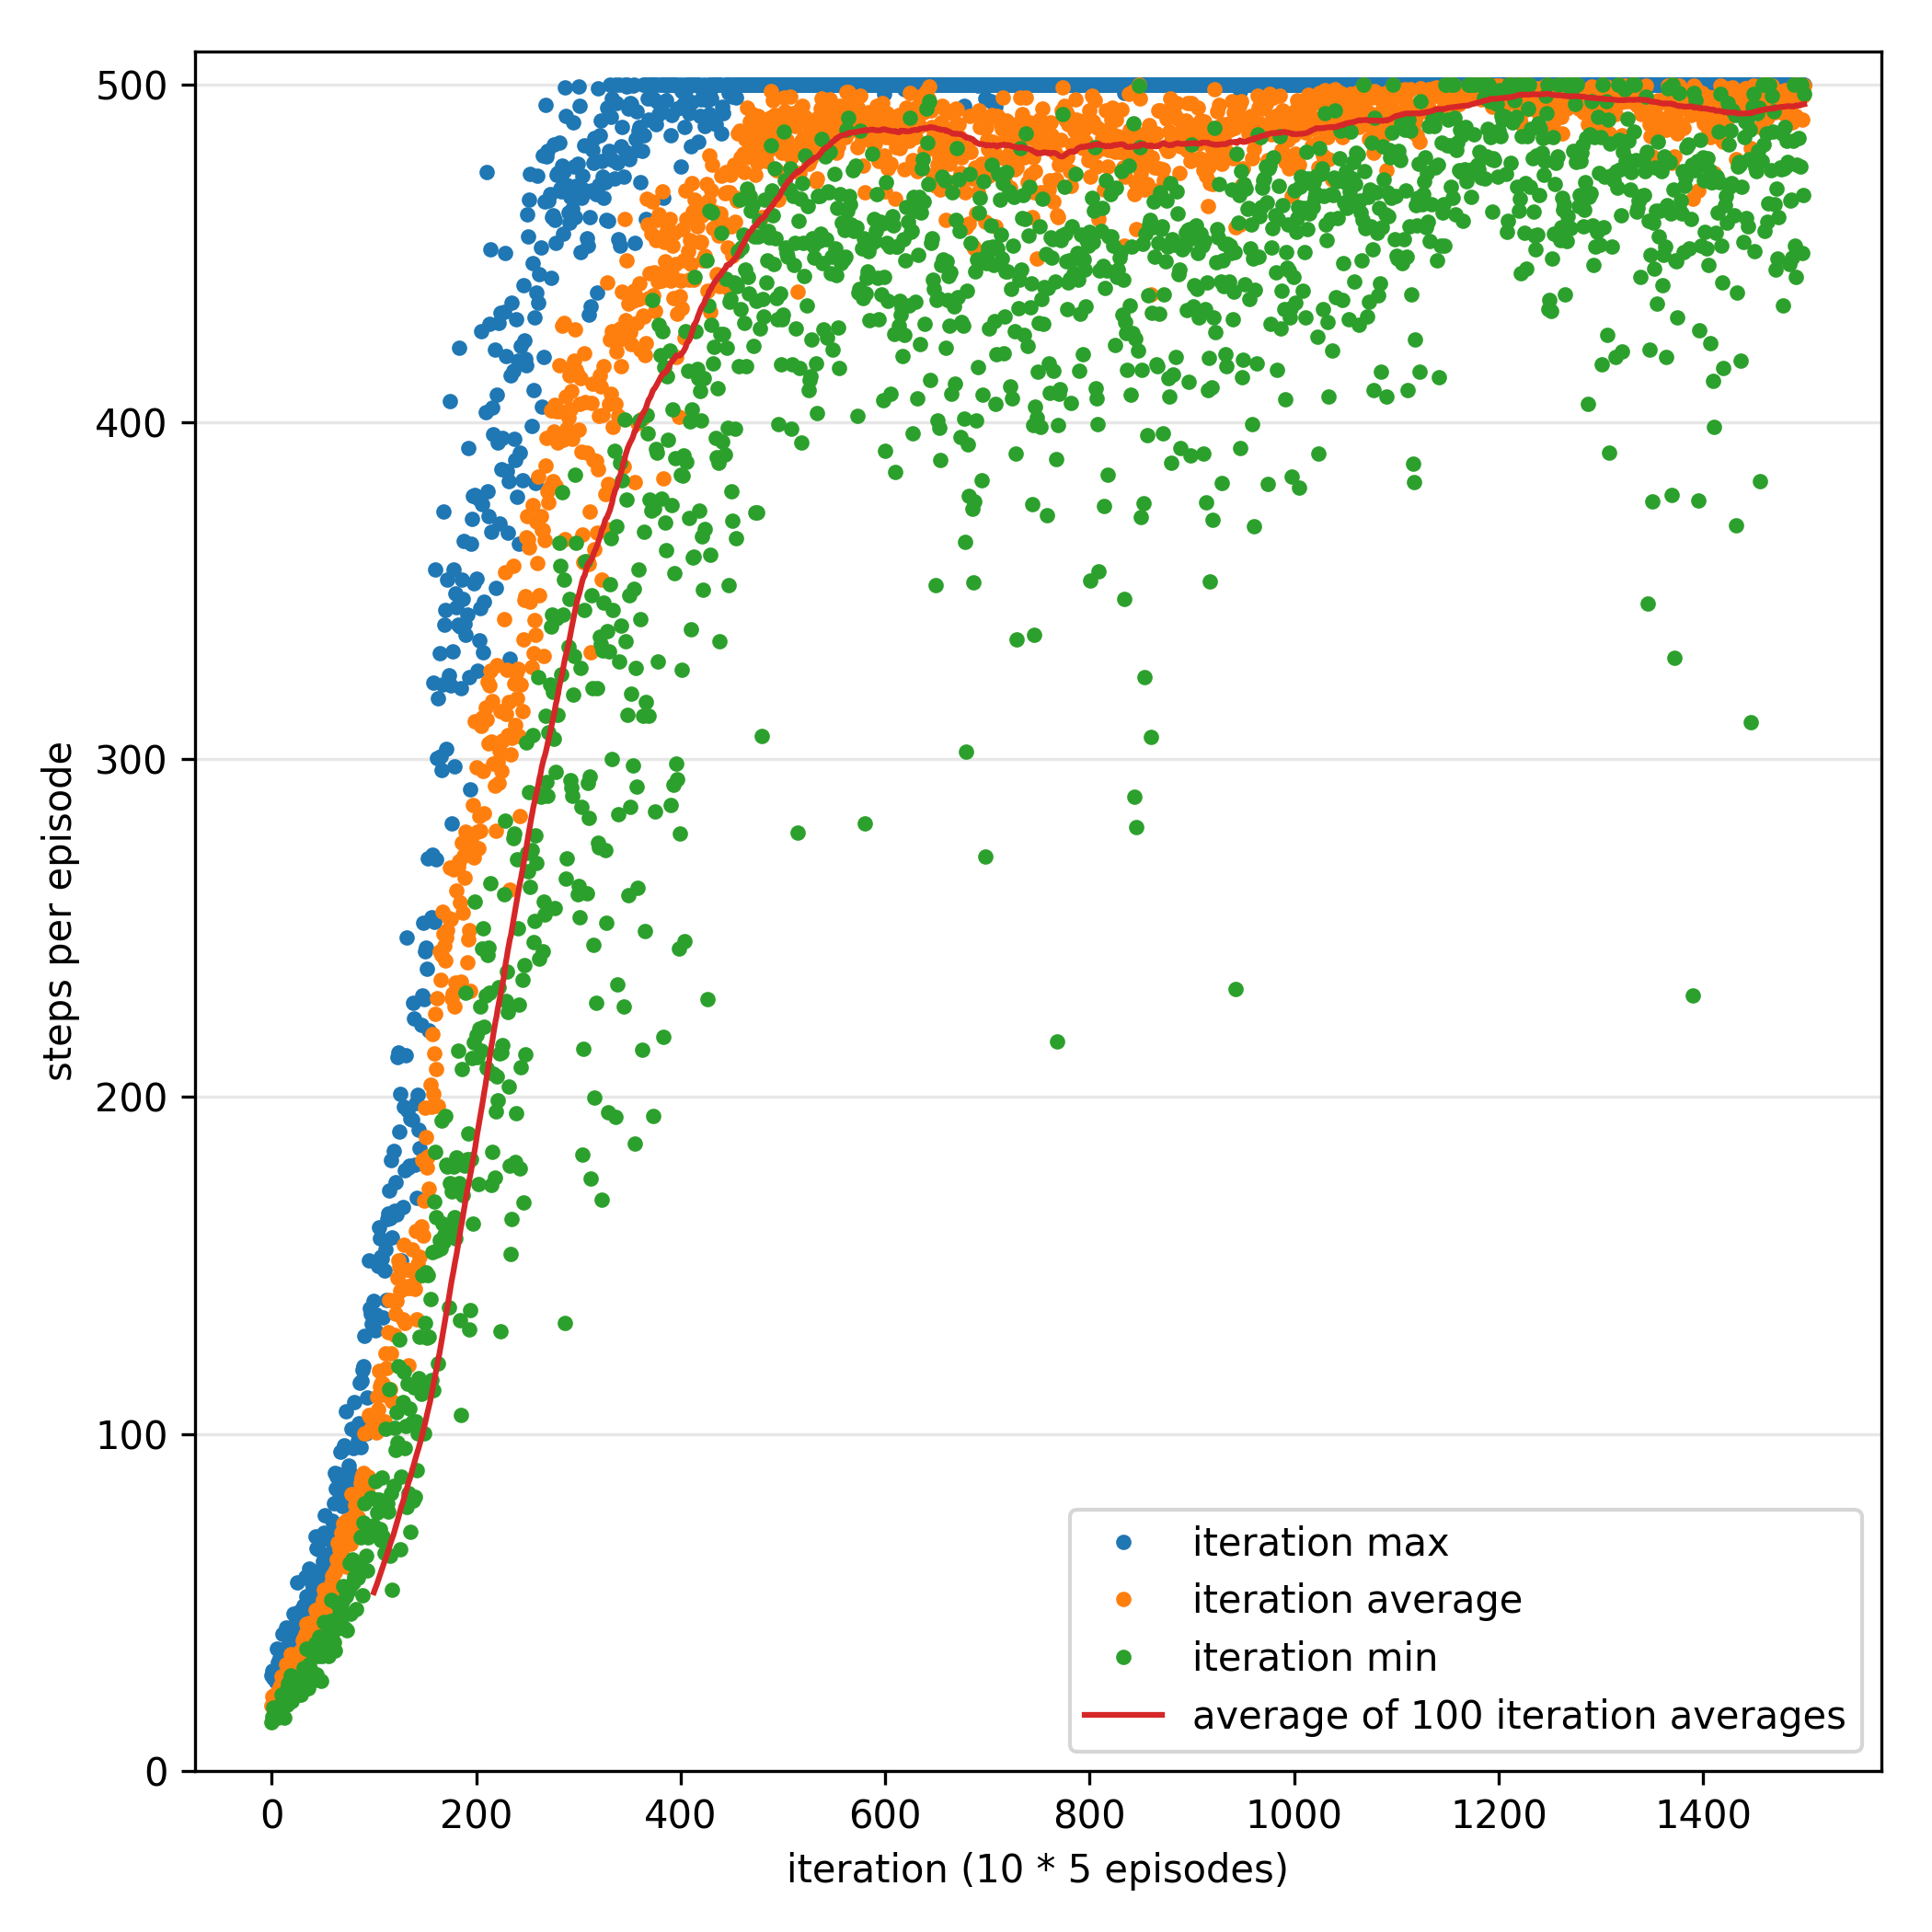 500
400
300
200
100
0
steps per episode
0 200 400 600 800 1000 1200 1400
iteration (10 * 5 episodes)
iteration max
iteration average
iteration min
average of 100 iteration averages